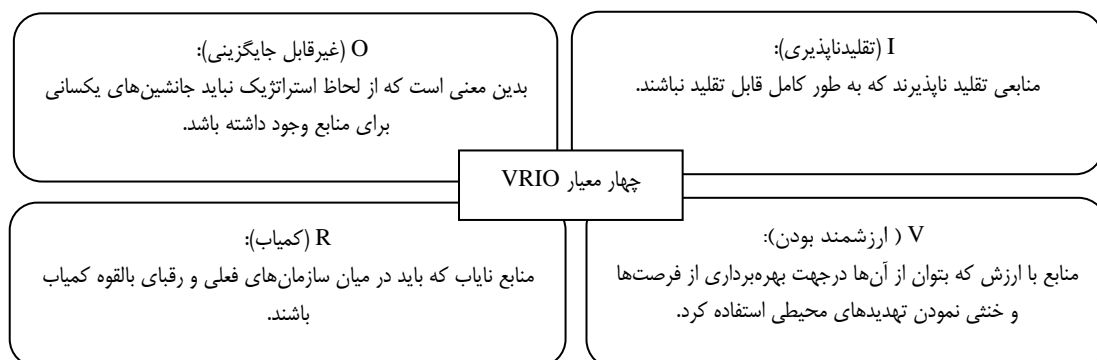 I (تقلیدناپذیری):
منابعی تقلید ناپذیرند که به طور کامل قابل تقلید نباشند.
O (غیرقابل جایگزینی):
بدین معنی است که از لحاظ استراتژیک نباید جانشین‌های یکسانی
برای منابع وجود داشته باشد.
چهار معیار VRIO
V ( ارزشمند بودن):
منابع با ارزش که بتوان از آن‌ها درجهت بهره‌برداری از فرصت‌ها
و خنثی نمودن تهدیدهای محیطی استفاده کرد.
R (کمیاب):
منابع نایاب که باید در میان سازمان‌های فعلی و رقبای بالقوه کمیاب
باشند.